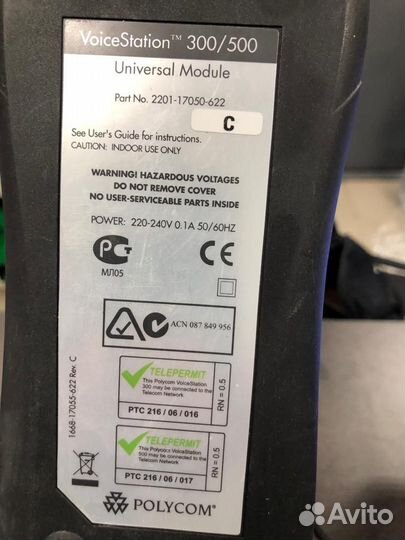 VoiceStation™ 300/500
Universal Module
Part No. 2201-17050-622
C
See User's Guide for instructions.
CAUTION: INDOOR USE ONLY
WARNING! HAZARDOUS VOLTAGES
DO NOT REMOVE COVER
NO USER-SERVICEABLE PARTS INSIDE
POWER: 220-240V 0.1A 50/60HZ
РСТ
МЛ05
CE
ACN 087 849 956
TELEPERMIT
This Polycom VoiceStation
300 may be connected to the
Telecom Network.
PTC 216 / 06 / 016
RN = 0.5
TELEPERMIT
This Polycom VoiceStation
500 may be connected to the
Telecom Network.
PTC 216 / 06 / 017
RN = 0.5
1668-17055-622 Rev. C
POLYCOM®
Avito